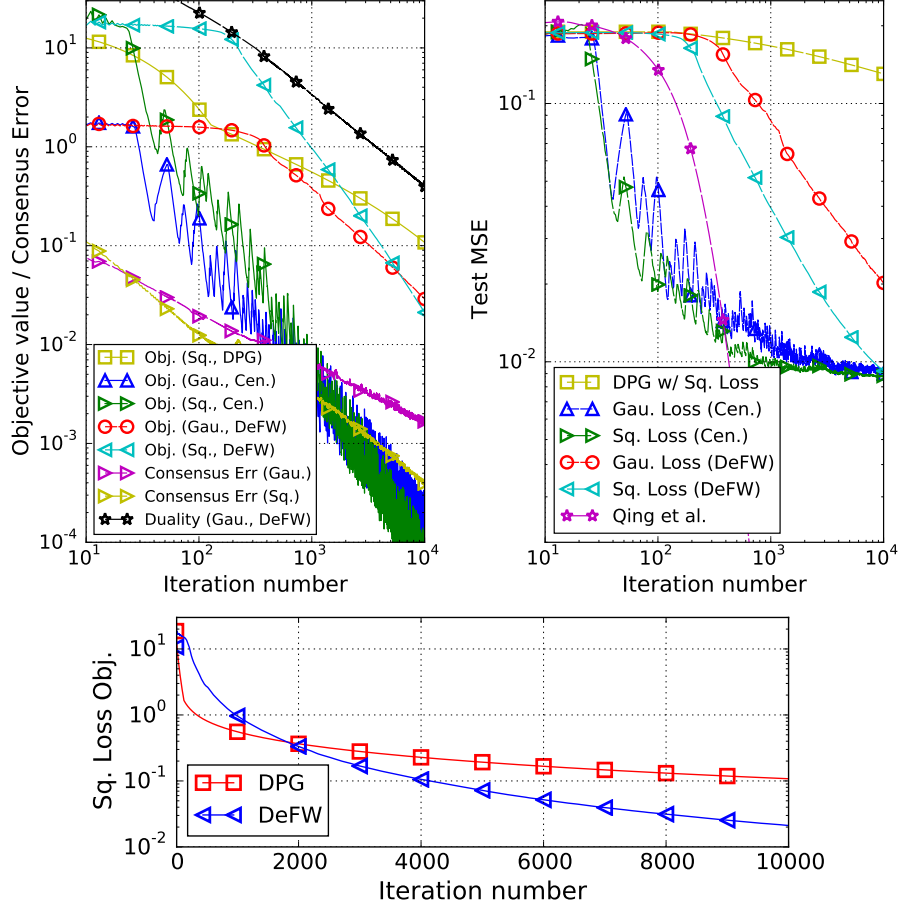 Objective value / Consensus Error
10^1
10^0
10^-1
10^-2
10^-3
10^-4
Obj. (Sq., DPG)
Obj. (Gau., Cen.)
Obj. (Sq., Cen.)
Obj. (Gau., DeFW)
Obj. (Sq., DeFW)
Consensus Err (Gau.)
Consensus Err (Sq.)
Duality (Gau., DeFW)
10^1 10^2 10^3 10^4
Iteration number
Test MSE
10^-1
10^-2
DPG w/ Sq. Loss
Gau. Loss (Cen.)
Sq. Loss (Cen.)
Gau. Loss (DeFW)
Sq. Loss (DeFW)
Qing et al.
10^1 10^2 10^3 10^4
Iteration number
Sq. Loss Obj.
10^1
10^0
10^-1
10^-2
DPG
DeFW
0 2000 4000 6000 8000 10000
Iteration number